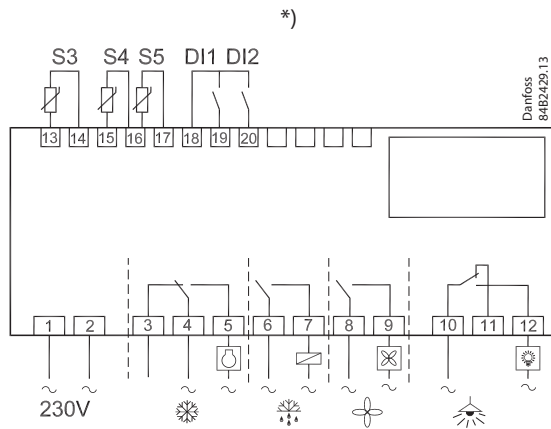 *)
S3 S4 S5 DI1 DI2
Danfoss
84B2429.13
13 14 15 16 17 18 19 20
1 2 3 4 5 6 7 8 9 10 11 12
230V